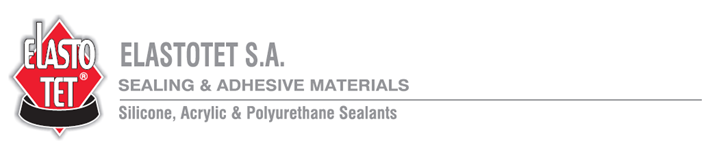 ELASTO
TET®
ELASTOTET S.A.
SEALING & ADHESIVE MATERIALS
Silicone, Acrylic & Polyurethane Sealants